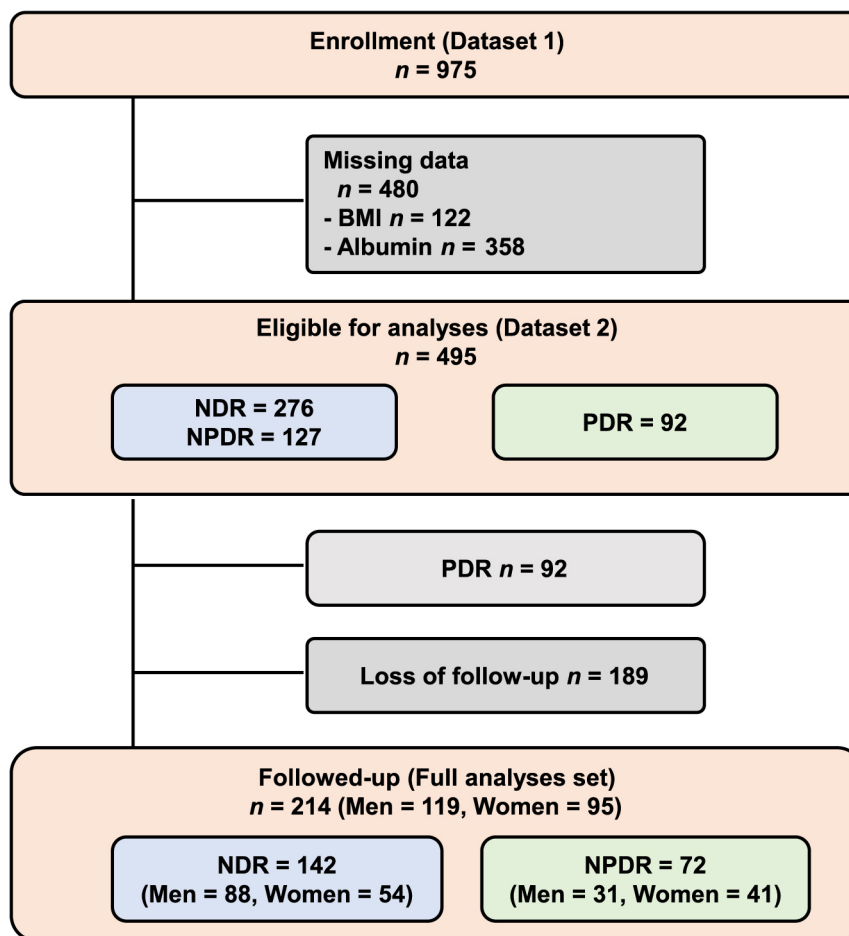 Enrollment (Dataset 1)
n = 975
Missing data
n = 480
- BMI n = 122
- Albumin n = 358
Eligible for analyses (Dataset 2)
n = 495
NDR = 276
NPDR = 127
PDR = 92
PDR n = 92
Loss of follow-up n = 189
Followed-up (Full analyses set)
n = 214 (Men = 119, Women = 95)
NDR = 142
(Men = 88, Women = 54)
NPDR = 72
(Men = 31, Women = 41)